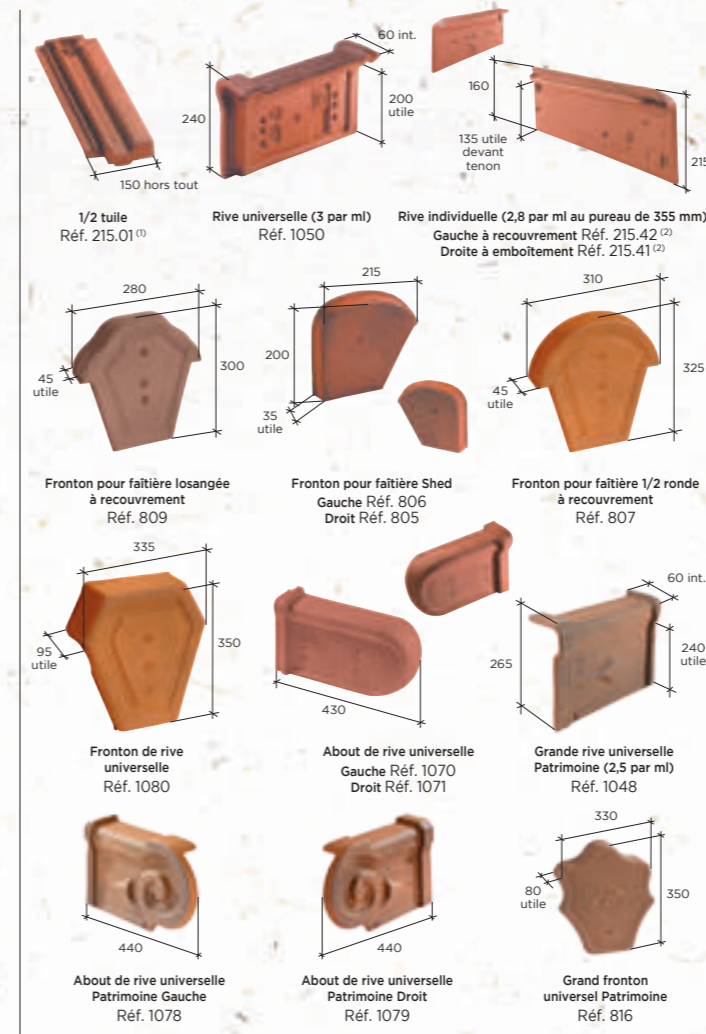 60 int.
240
200
utile
160
135 utile
devant
tenon
215
150 hors tout
1/2 tuile
Réf. 215.01 (1)
Rive universelle (3 par ml)
Réf. 1050
Rive individuelle (2,8 par ml au pureau de 355 mm)
Gauche à recouvrement Réf. 215.42 (2)
Droite à emboîtement Réf. 215.41 (2)
280
300
45
utile
215
200
35
utile
310
325
45
utile
Fronton pour faîtière losangée
à recouvrement
Réf. 809
Fronton pour faîtière Shed
Gauche Réf. 806
Droit Réf. 805
Fronton pour faîtière 1/2 ronde
à recouvrement
Réf. 807
335
350
95
utile
430
60 int.
265
240
utile
Fronton de rive
universelle
Réf. 1080
About de rive universelle
Gauche Réf. 1070
Droit Réf. 1071
Grande rive universelle
Patrimoine (2,5 par ml)
Réf. 1048
440
440
330
350
80
utile
About de rive universelle
Patrimoine Gauche
Réf. 1078
About de rive universelle
Patrimoine Droit
Réf. 1079
Grand fronton
universel Patrimoine
Réf. 816